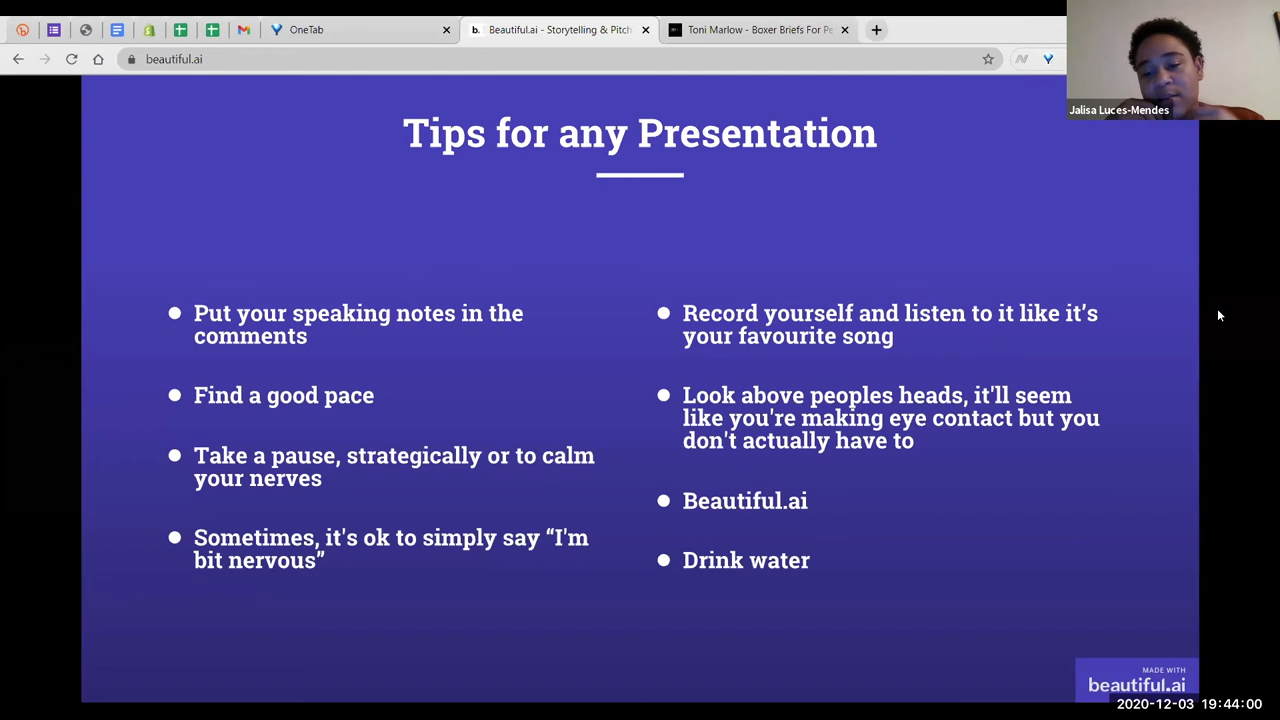 OneTab
Beautiful.ai - Storytelling & Pitch
Toni Marlow - Boxer Briefs For Pe
beautiful.ai
Jalisa Luces-Mendes
Tips for any Presentation
Put your speaking notes in the
comments
Find a good pace
Take a pause, strategically or to calm
your nerves
Sometimes, it's ok to simply say “I'm
bit nervous”
Record yourself and listen to it like it’s
your favourite song
Look above peoples heads, it'll seem
like you're making eye contact but you
don't actually have to
Beautiful.ai
Drink water
MADE WITH
beautiful.ai
2020-12-03 19:44:00